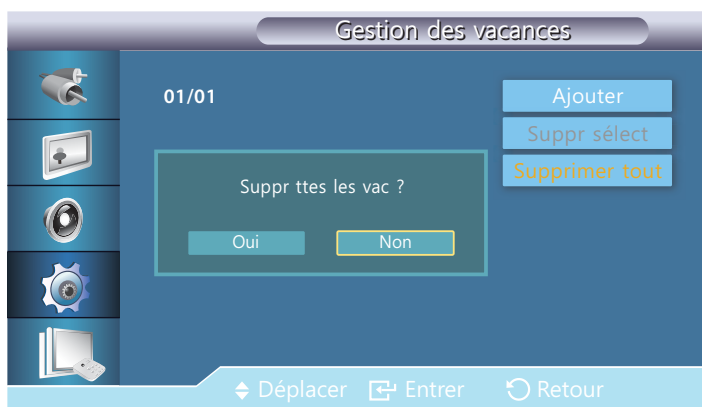 Gestion des vacances
01/01
Ajouter
Suppr sélect
Supprimer tout
Suppr ttes les vac ?
Oui Non
Déplacer Entrer Retour